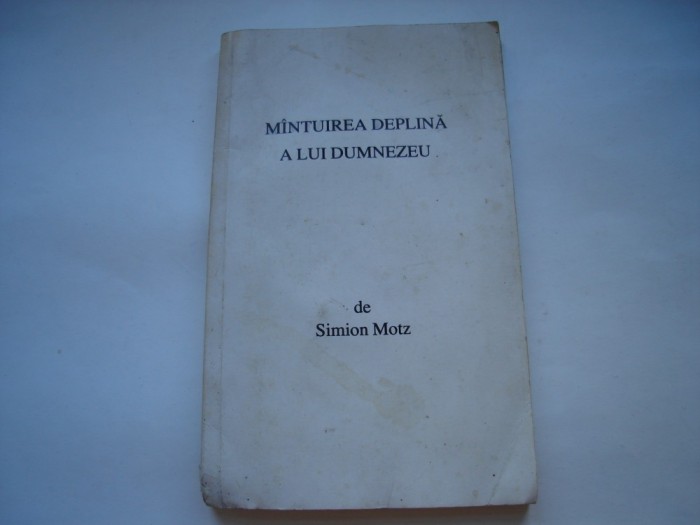 MÎNTUIREA DEPLINĂ
A LUI DUMNEZEU
de
Simion Motz